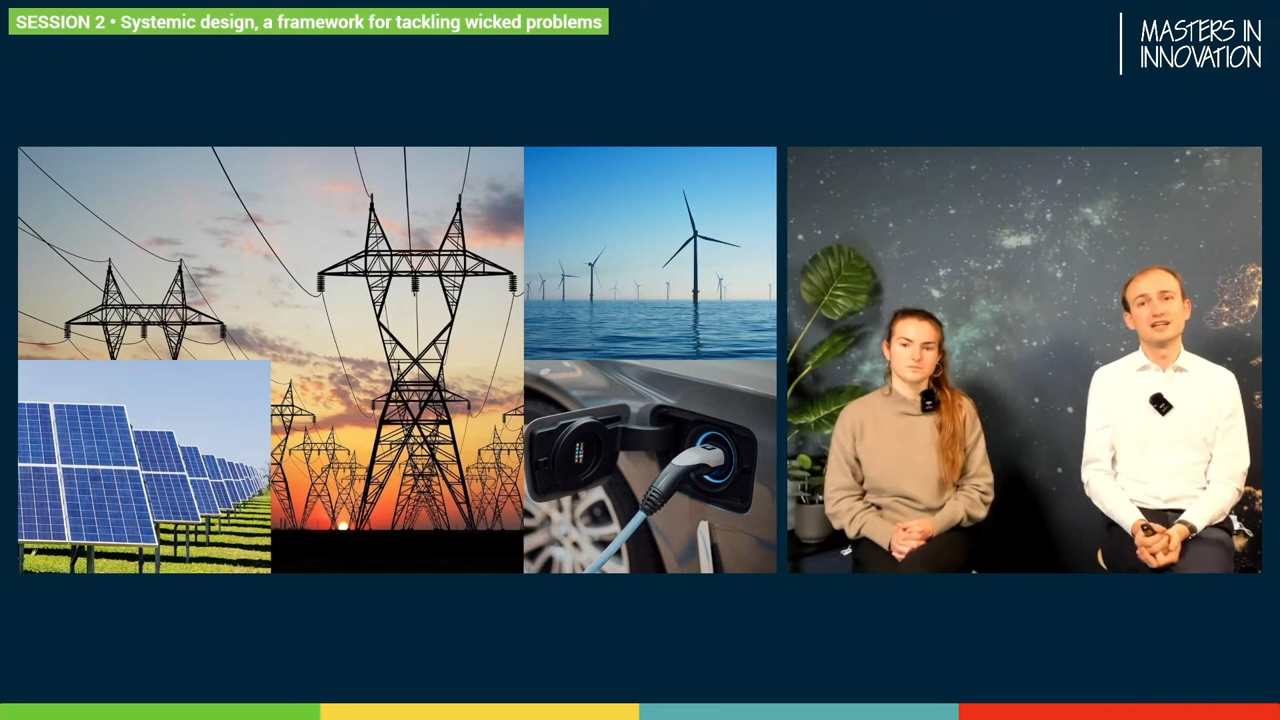 SESSION 2 • Systemic design, a framework for tackling wicked problems
MASTERS IN
INNOVATION